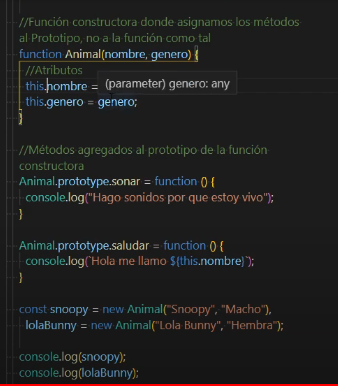 //Función constructora donde asignamos los métodos
al Prototipo, no a la función como tal
function Animal(nombre, genero) {
//Atributos
this.nombre =
(parameter) genero: any
this.genero = genero;
}
//Métodos agregados al prototipo de la función
constructora
Animal.prototype.sonar = function () {
console.log("Hago sonidos por que estoy vivo");
}
Animal.prototype.saludar = function () {
console.log(`Hola me llamo ${this.nombre}`);
}
const snoopy = new Animal("Snoopy", "Macho"),
lolaBunny = new Animal("Lola Bunny", "Hembra");
console.log(snoopy);
console.log(lolaBunny);